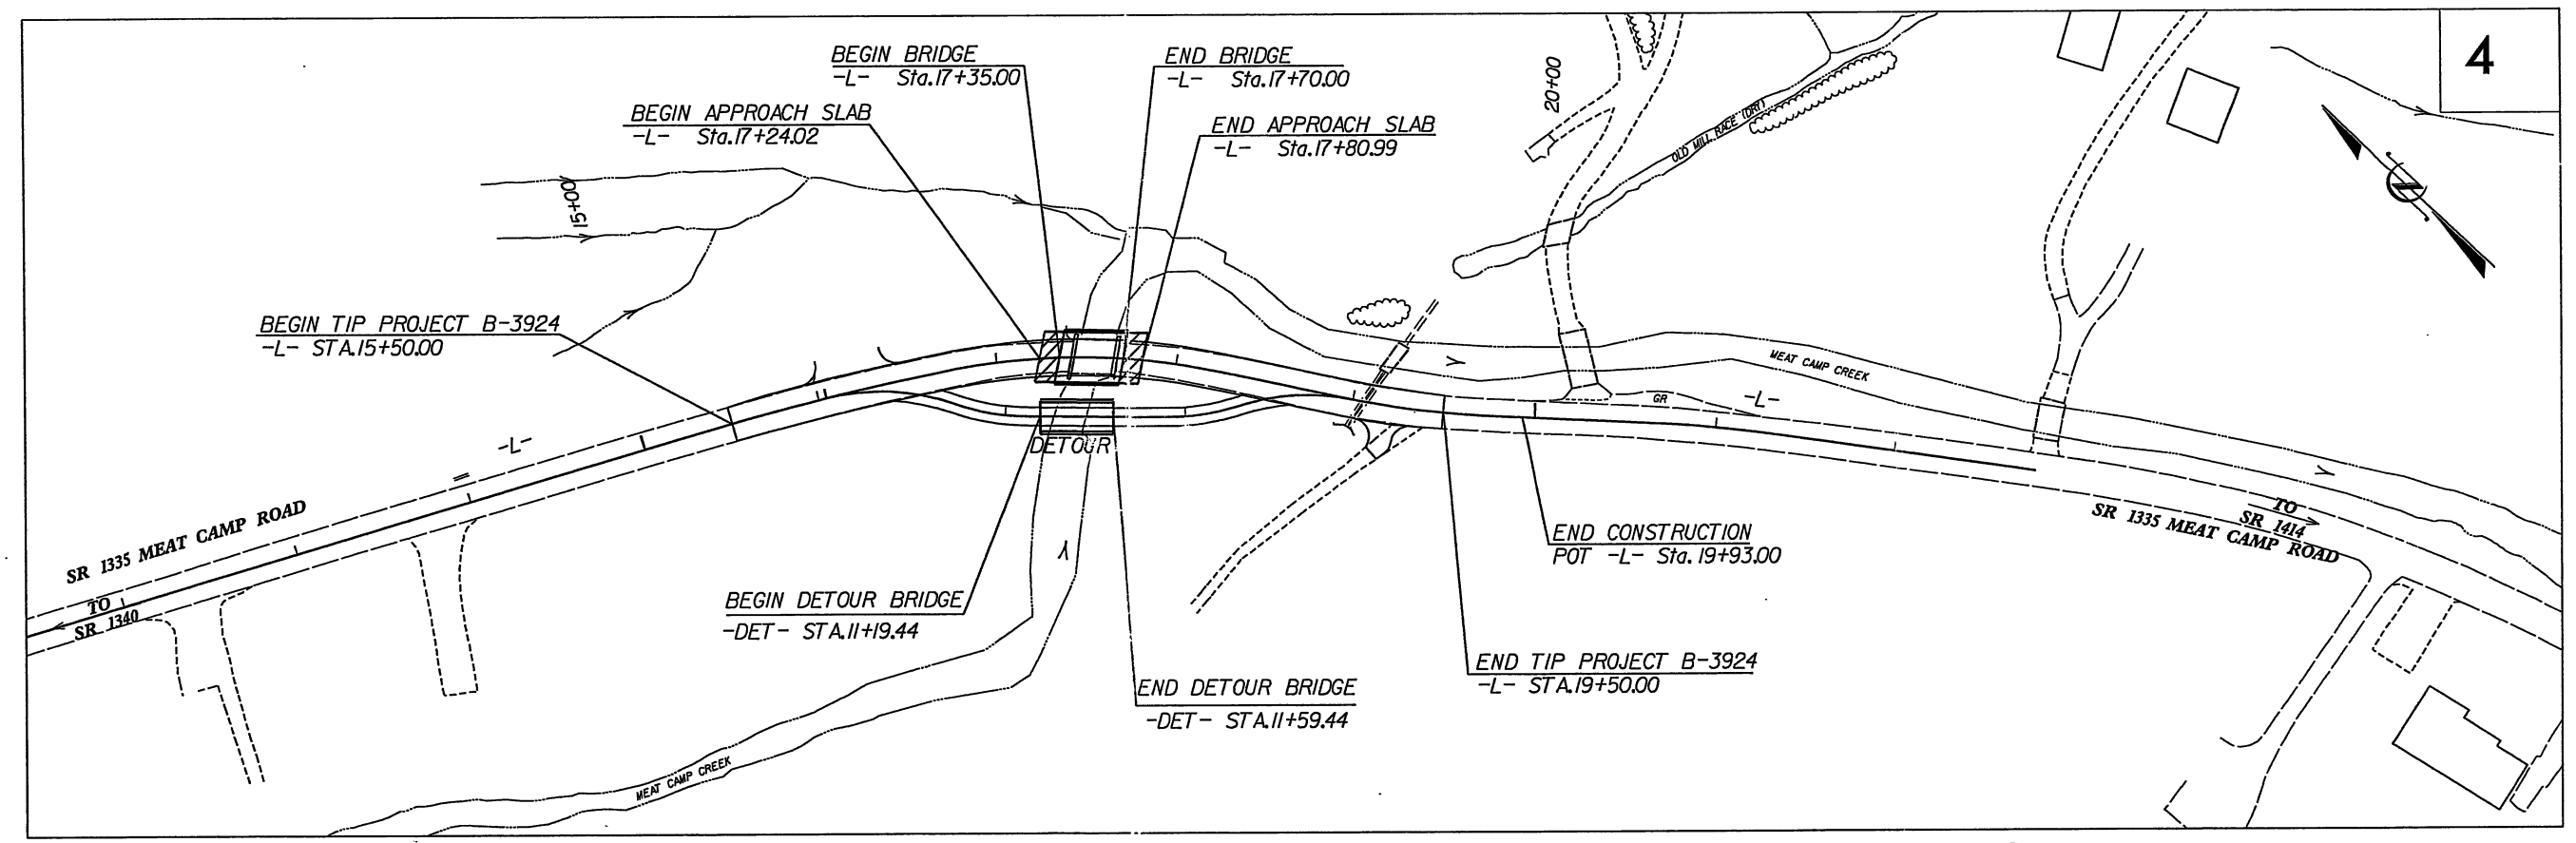 4
BEGIN BRIDGE
-L- Sta.17+35.00
END BRIDGE
-L- Sta.17+70.00
BEGIN APPROACH SLAB
-L- Sta.17+24.02
END APPROACH SLAB
-L- Sta.17+80.99
20+00
OLD MILL RACE (DRY)
15+00
N
BEGIN TIP PROJECT B-3924
-L- STA.15+50.00
MEAT CAMP CREEK
GR
-L-
-L-
DETOUR
SR 1335 MEAT CAMP ROAD
TO
SR 1340
TO
SR 1414
SR 1335 MEAT CAMP ROAD
END CONSTRUCTION
POT -L- Sta. 19+93.00
BEGIN DETOUR BRIDGE
-DET- STA.11+19.44
END DETOUR BRIDGE
-DET- STA.11+59.44
END TIP PROJECT B-3924
-L- STA.19+50.00
MEAT CAMP CREEK